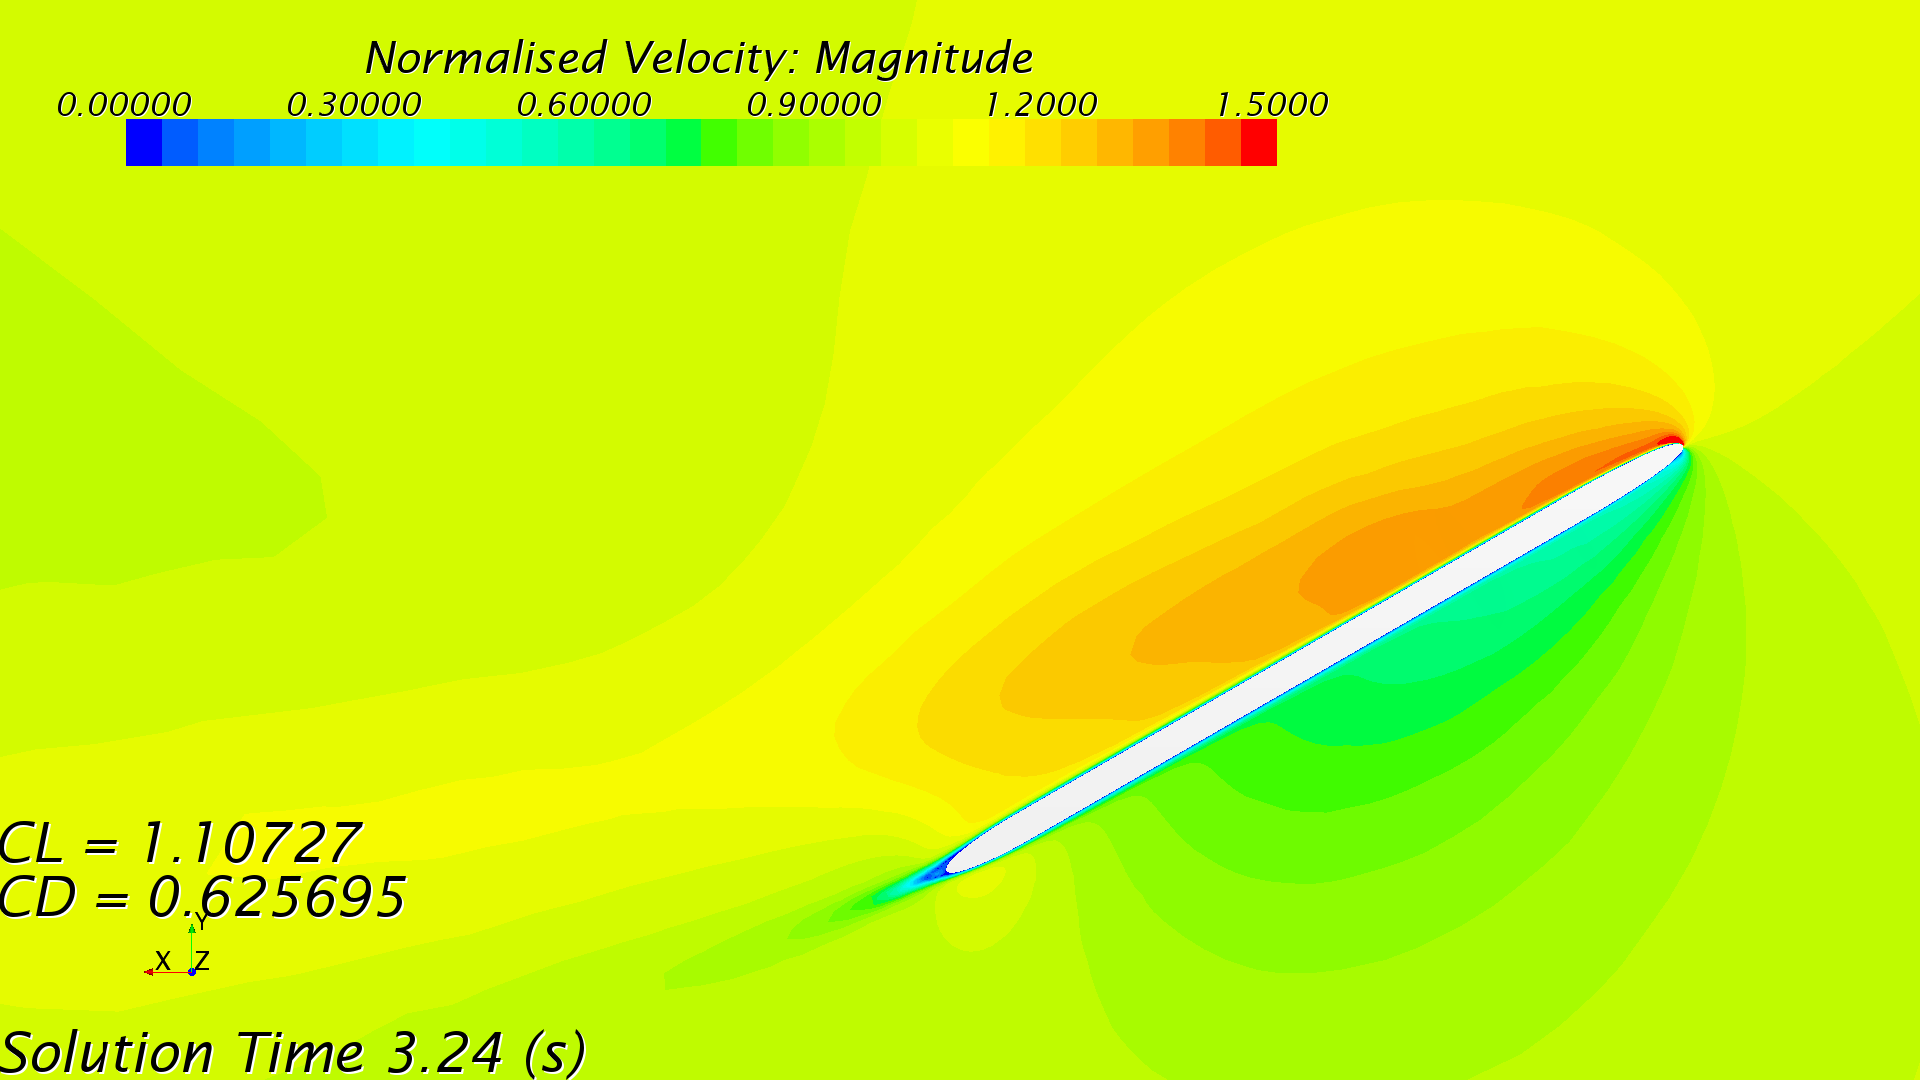 Normalised Velocity: Magnitude
0.00000 0.30000 0.60000 0.90000 1.2000 1.5000
CL = 1.10727
CD = 0.625695
Y
X Z
Solution Time 3.24 (s)